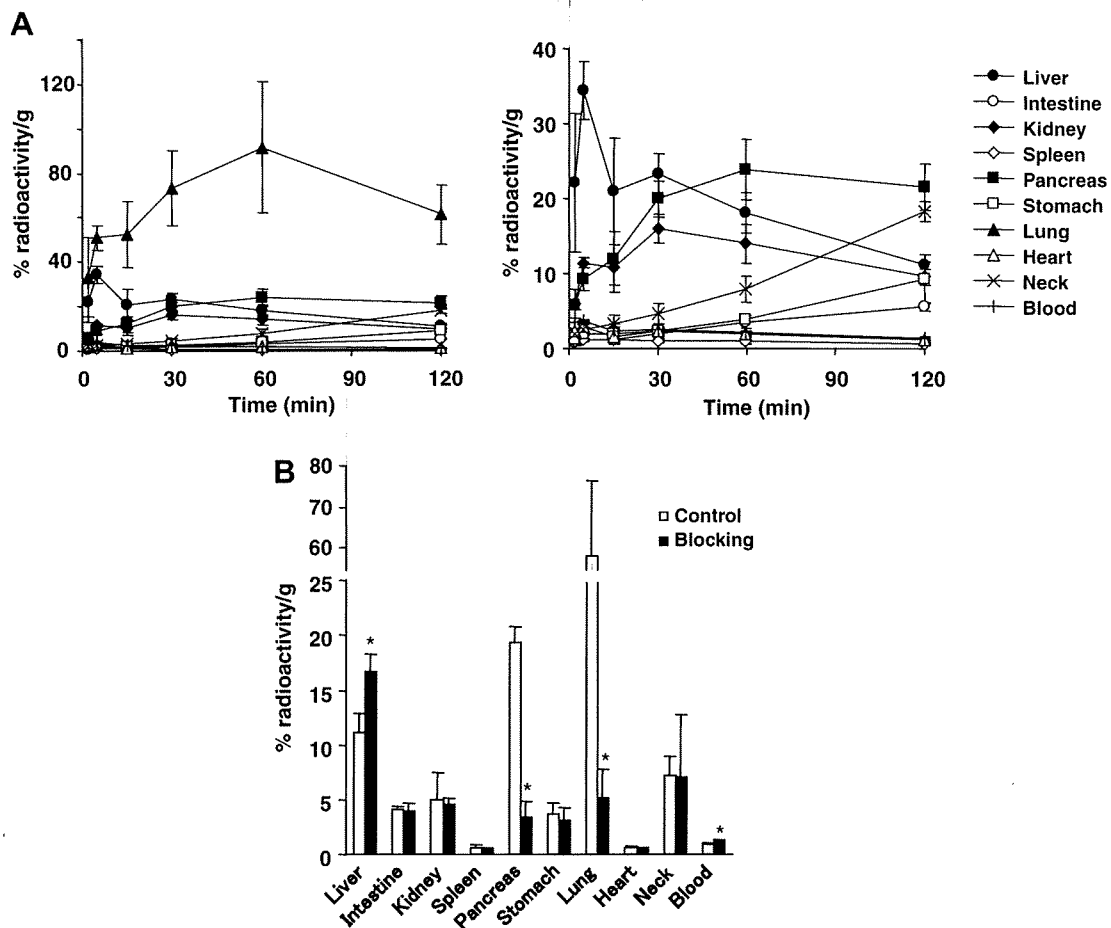 A
% radioactivity/g
120
80
40
0
0 30 60 90 120
Time (min)
% radioactivity/g
40
30
20
10
0
0 30 60 90 120
Time (min)
Liver
Intestine
Kidney
Spleen
Pancreas
Stomach
Lung
Heart
Neck
Blood
B
% radioactivity/g
80
70
60
25
20
15
10
5
0
Control
Blocking
*
*
*
*
Liver
Intestine
Kidney
Spleen
Pancreas
Stomach
Lung
Heart
Neck
Blood